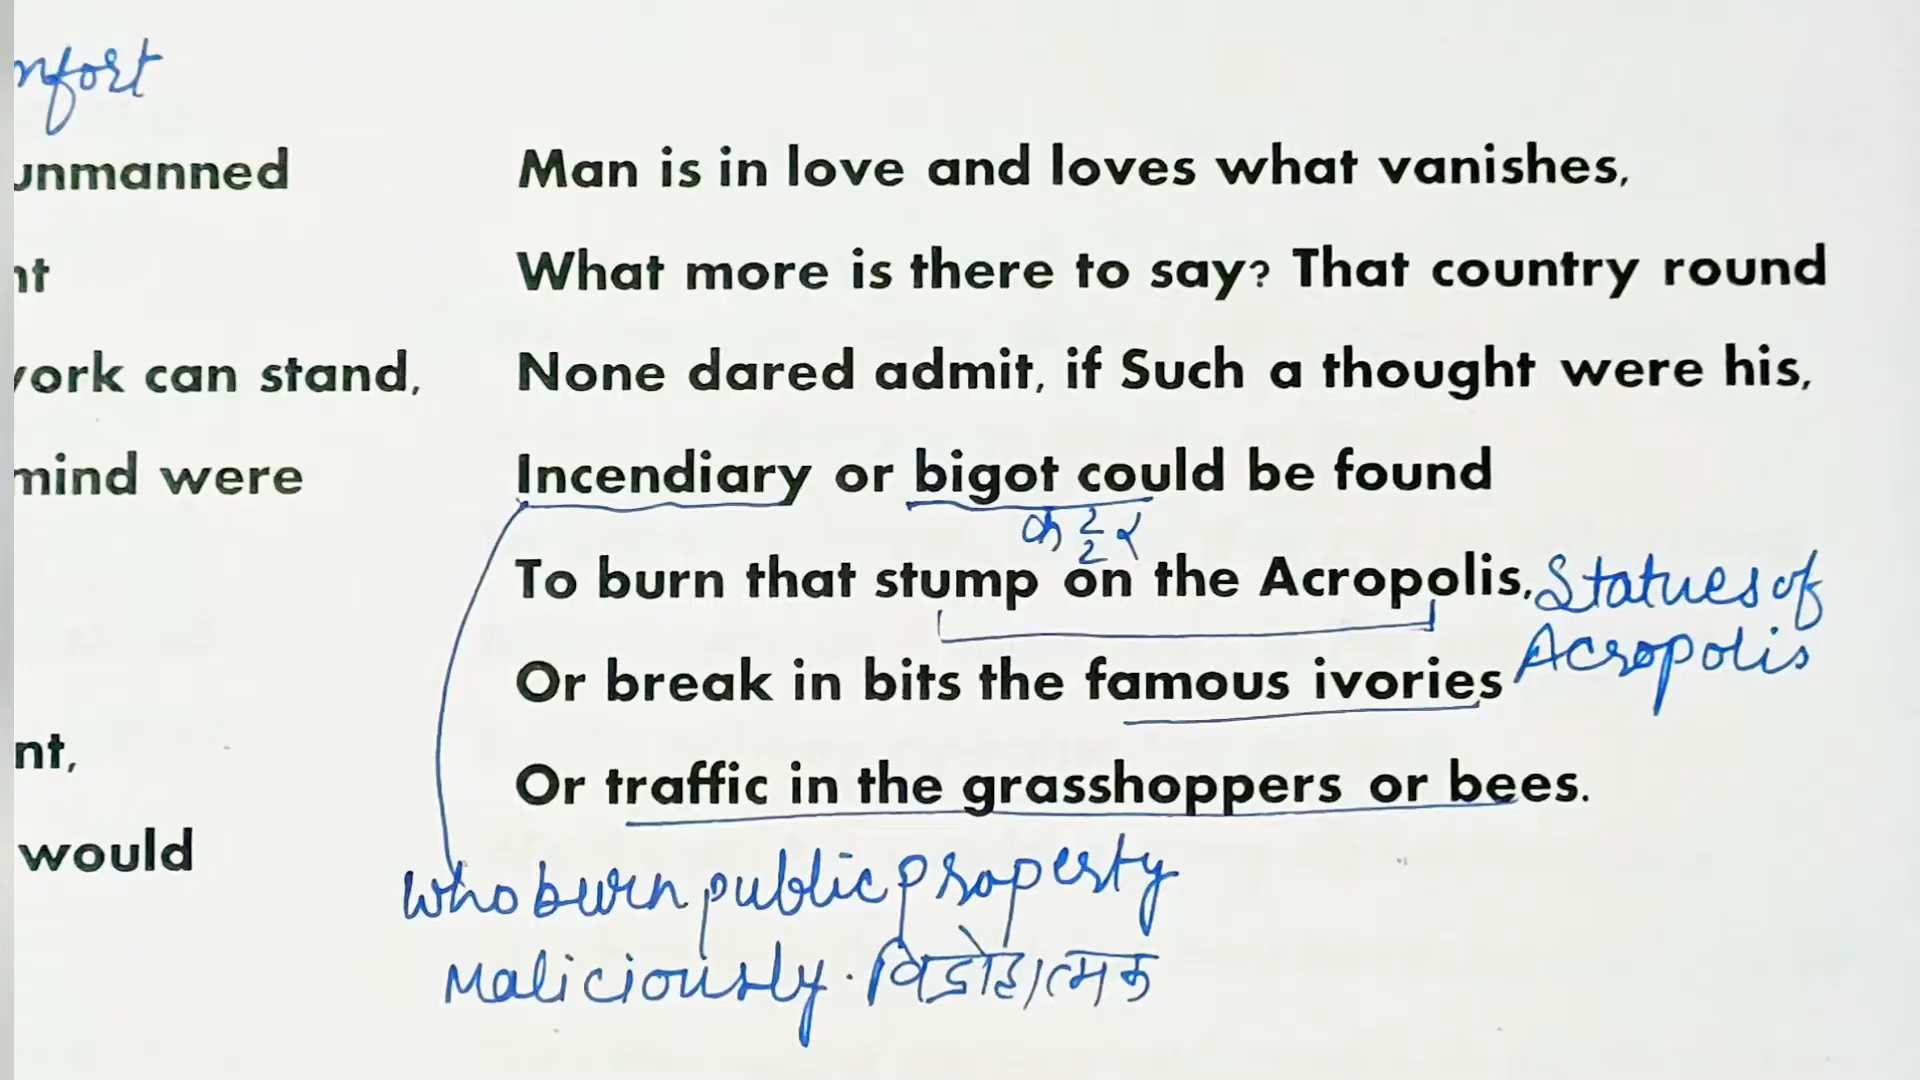 nfort
unmanned
nt
ork can stand,
mind were
nt,
would
Man is in love and loves what vanishes,
What more is there to say? That country round
None dared admit, if Such a thought were his,
Incendiary or bigot could be found
कट्टर
To burn that stump on the Acropolis,
Statues of
Acropolis
Or break in bits the famous ivories
Or traffic in the grasshoppers or bees.
who burn public property
Maliciously. विद्रोहात्मक